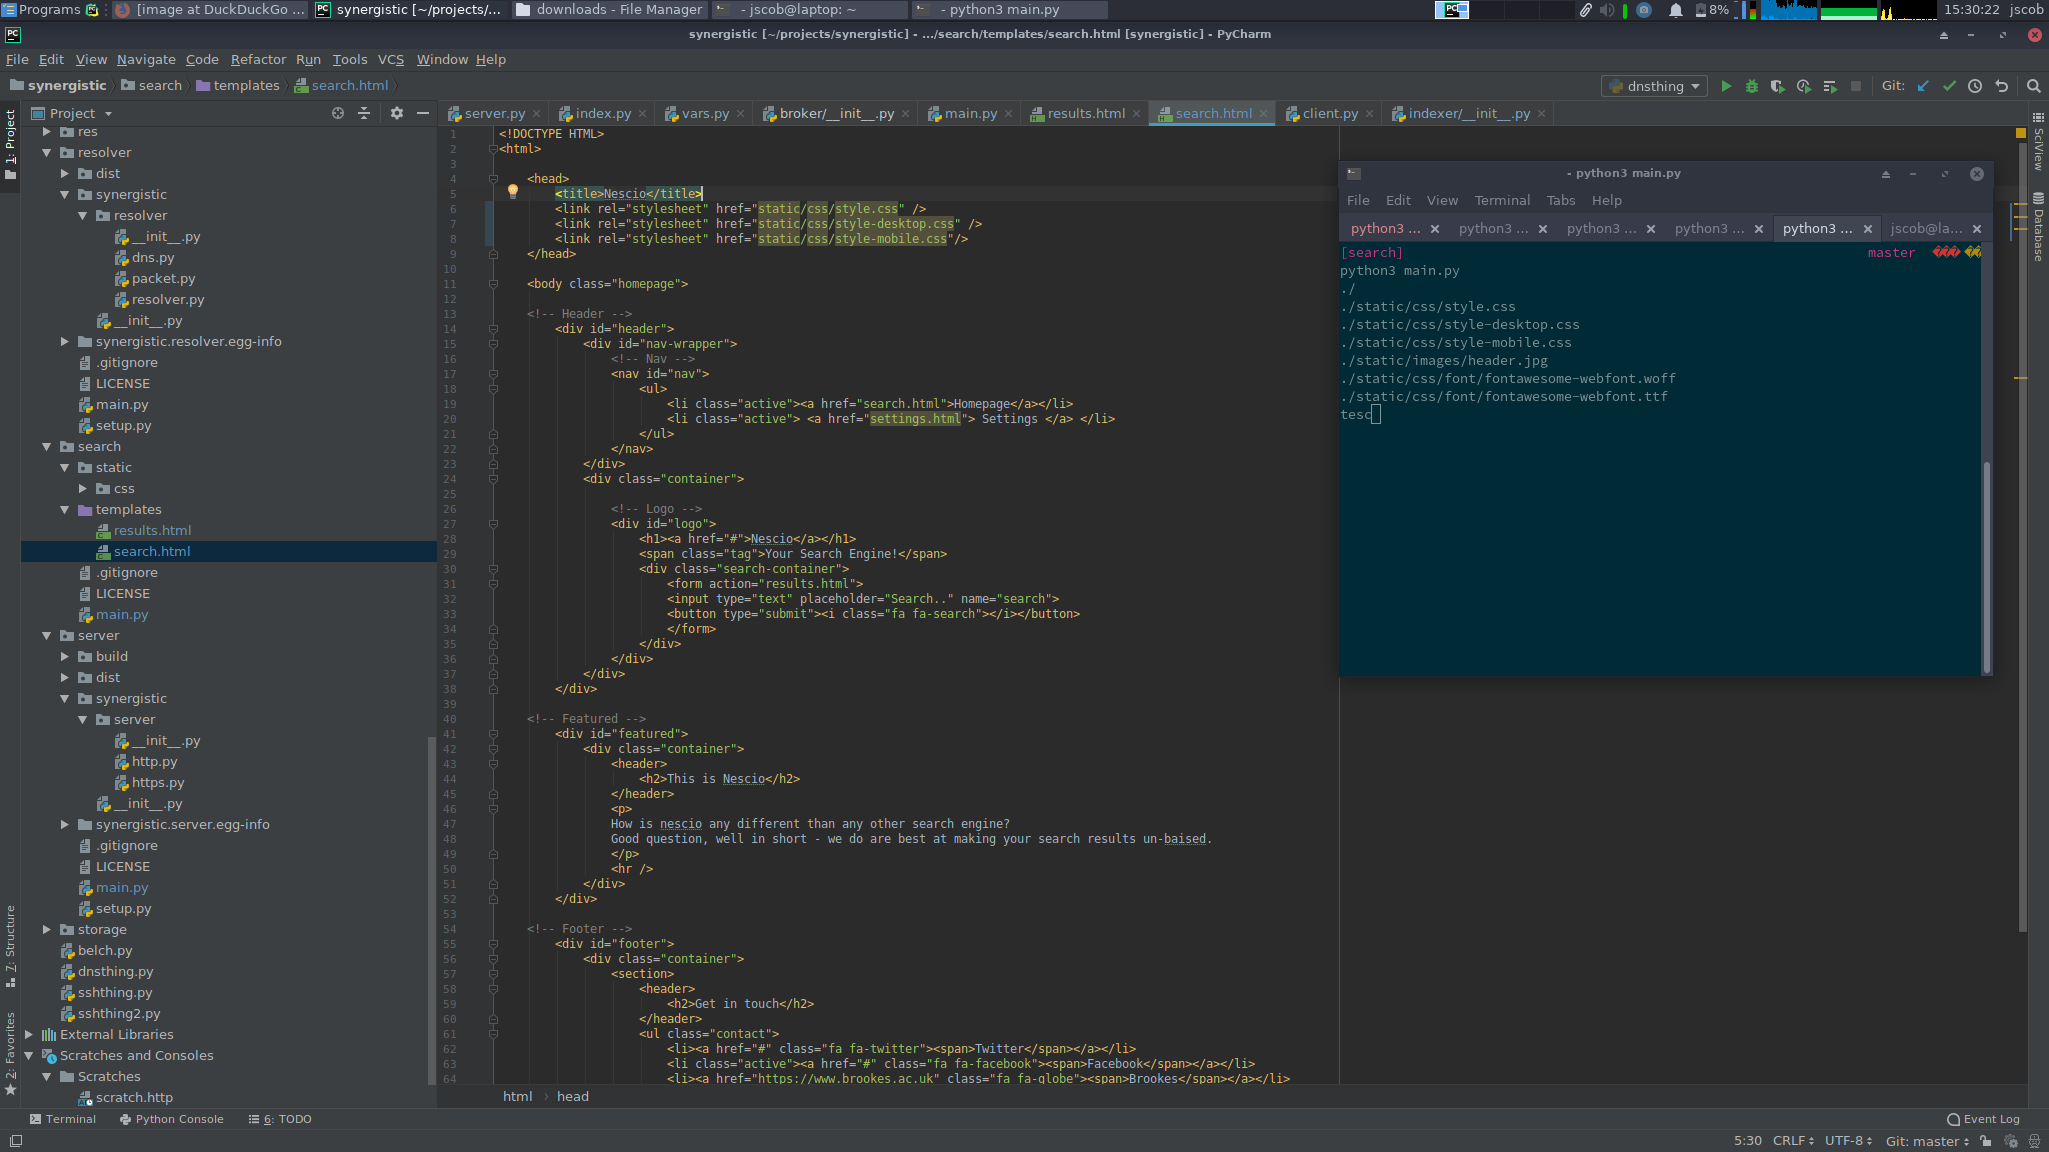 Programs
[image at DuckDuckGo ...
synergistic [~/projects/...
downloads - File Manager
- jscob@laptop: ~
- python3 main.py
8%
15:30:22
jscob
synergistic [~/projects/synergistic] - .../search/templates/search.html [synergistic] - PyCharm
File Edit View Navigate Code Refactor Run Tools VCS Window Help
synergistic search templates search.html
dnsthing
Git:
Project
server.py index.py vars.py broker/__init__.py main.py results.html search.html client.py indexer/__init__.py
1: Project
7: Structure
2: Favorites
SciView
Database
res
resolver
dist
synergistic
resolver
__init__.py
dns.py
packet.py
resolver.py
__init__.py
synergistic.resolver.egg-info
.gitignore
LICENSE
main.py
setup.py
search
static
css
templates
results.html
search.html
.gitignore
LICENSE
main.py
server
build
dist
synergistic
server
__init__.py
http.py
https.py
__init__.py
synergistic.server.egg-info
.gitignore
LICENSE
main.py
setup.py
storage
belch.py
dnsthing.py
sshthing.py
sshthing2.py
External Libraries
Scratches and Consoles
Scratches
scratch.http
1 <!DOCTYPE HTML>
2 <html>
3
4 <head>
5 <title>Nescio</title>
6 <link rel="stylesheet" href="static/css/style.css" />
7 <link rel="stylesheet" href="static/css/style-desktop.css" />
8 <link rel="stylesheet" href="static/css/style-mobile.css"/>
9 </head>
10
11 <body class="homepage">
12
13 <!-- Header -->
14 <div id="header">
15 <div id="nav-wrapper">
16 <!-- Nav -->
17 <nav id="nav">
18 <ul>
19 <li class="active"><a href="search.html">Homepage</a></li>
20 <li class="active"> <a href="settings.html"> Settings </a> </li>
21 </ul>
22 </nav>
23 </div>
24 <div class="container">
25
26 <!-- Logo -->
27 <div id="logo">
28 <h1><a href="#">Nescio</a></h1>
29 <span class="tag">Your Search Engine!</span>
30 <div class="search-container">
31 <form action="results.html">
32 <input type="text" placeholder="Search.." name="search">
33 <button type="submit"><i class="fa fa-search"></i></button>
34 </form>
35 </div>
36 </div>
37 </div>
38 </div>
39
40 <!-- Featured -->
41 <div id="featured">
42 <div class="container">
43 <header>
44 <h2>This is Nescio</h2>
45 </header>
46 <p>
47 How is nescio any different than any other search engine?
48 Good question, well in short - we do are best at making your search results un-baised.
49 </p>
50 <hr />
51 </div>
52 </div>
53
54 <!-- Footer -->
55 <div id="footer">
56 <div class="container">
57 <section>
58 <header>
59 <h2>Get in touch</h2>
60 </header>
61 <ul class="contact">
62 <li><a href="#" class="fa fa-twitter"><span>Twitter</span></a></li>
63 <li class="active"><a href="#" class="fa fa-facebook"><span>Facebook</span></a></li>
64 <li><a href="https://www.brookes.ac.uk" class="fa fa-globe"><span>Brookes</span></a></li>
- python3 main.py
File Edit View Terminal Tabs Help
python3 ... python3 ... python3 ... python3 ... python3 ... jscob@la...
[search] master
python3 main.py
./
./static/css/style.css
./static/css/style-desktop.css
./static/css/style-mobile.css
./static/images/header.jpg
./static/css/font/fontawesome-webfont.woff
./static/css/font/fontawesome-webfont.ttf
tesc
html head
Terminal Python Console 6: TODO Event Log
5:30 CRLF UTF-8 Git: master